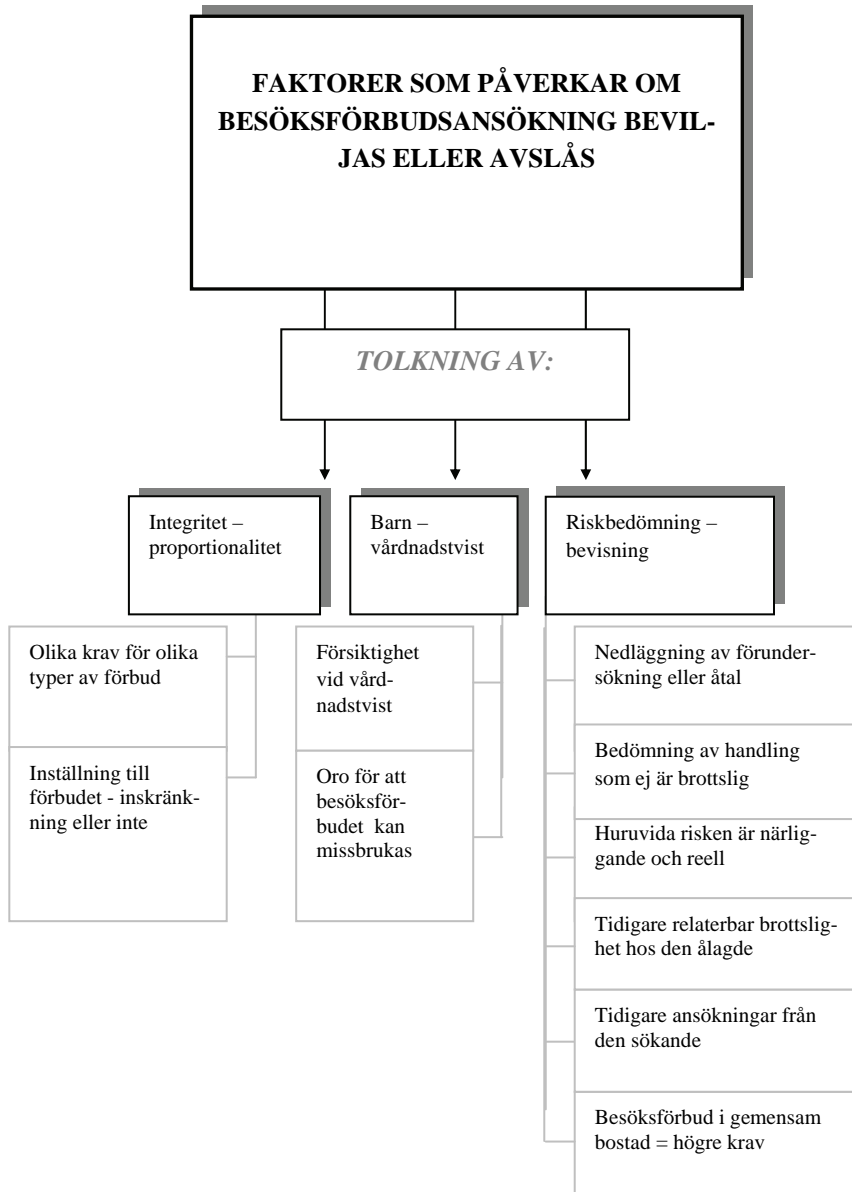 FAKTORER SOM PÅVERKAR OM
BESÖKSFÖRBUDSANSÖKNING BEVIL-
JAS ELLER AVSLÅS
TOLKNING AV:
Integritet –
proportionalitet
Olika krav för olika
typer av förbud
Inställning till
förbudet - inskränk-
ning eller inte
Barn –
vårdnadstvist
Försiktighet
vid vård-
nadstvist
Oro för att
besöksför-
budet kan
missbrukas
Riskbedömning –
bevisning
Nedläggning av förunder-
sökning eller åtal
Bedömning av handling
som ej är brottslig
Huruvida risken är närlig-
gande och reell
Tidigare relaterbar brottslig-
het hos den ålagde
Tidigare ansökningar från
den sökande
Besöksförbud i gemensam
bostad = högre krav